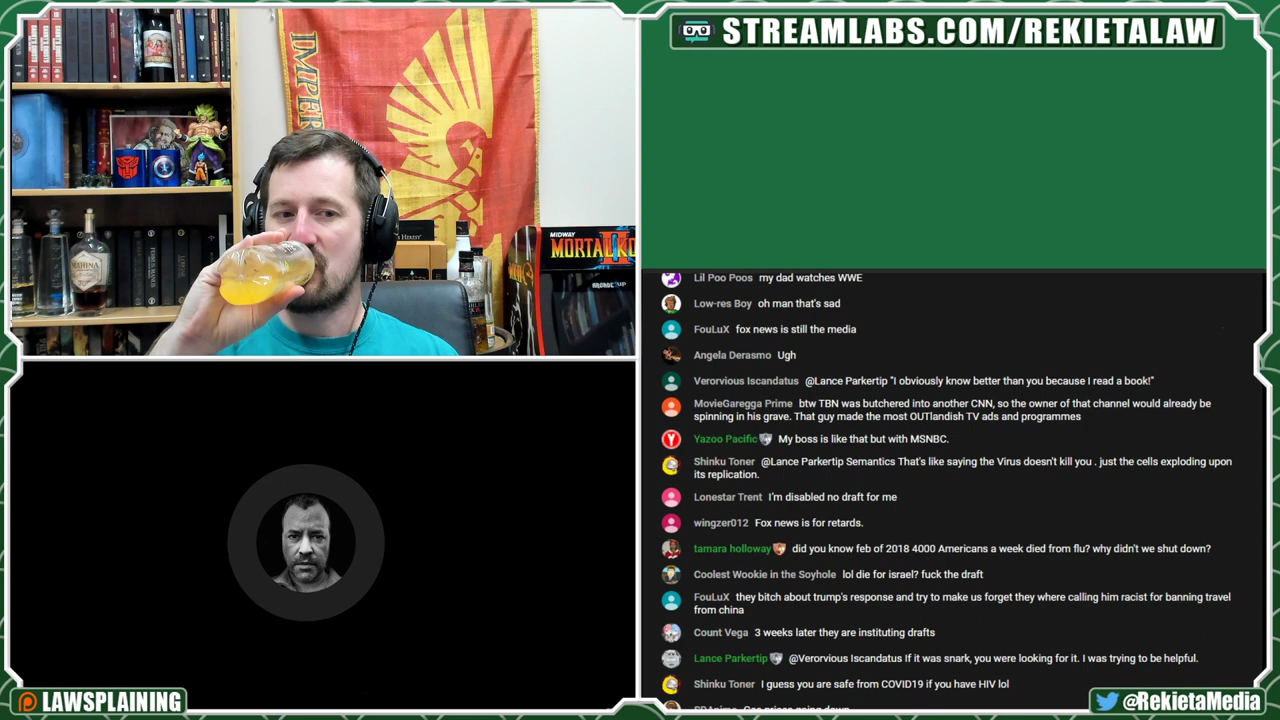 STREAMLABS.COM/REKIETALAW
IMPER
HERESY
MIDWAY
MORTAL KO
II
ARCADE1UP
MAHINA
Lil Poo Poos my dad watches WWE
Low-res Boy oh man that's sad
FouLuX fox news is still the media
Angela Derasmo Ugh
Verorvious Iscandatus @Lance Parkertip "I obviously know better than you because I read a book!"
MovieGaregga Prime btw TBN was butchered into another CNN, so the owner of that channel would already be
spinning in his grave. That guy made the most OUTlandish TV ads and programmes
Yazoo Pacific My boss is like that but with MSNBC.
Shinku Toner @Lance Parkertip Semantics That's like saying the Virus doesn't kill you . just the cells exploding upon
its replication.
Lonestar Trent I'm disabled no draft for me
wingzer012 Fox news is for retards.
tamara holloway did you know feb of 2018 4000 Americans a week died from flu? why didn't we shut down?
Coolest Wookie in the Soyhole lol die for israel? fuck the draft
FouLuX they bitch about trump's response and try to make us forget they where calling him racist for banning travel
from china
Count Vega 3 weeks later they are instituting drafts
Lance Parkertip @Verorvious Iscandatus If it was snark, you were looking for it. I was trying to be helpful.
Shinku Toner I guess you are safe from COVID19 if you have HIV lol
LAWSPLAINING
@RekietaMedia